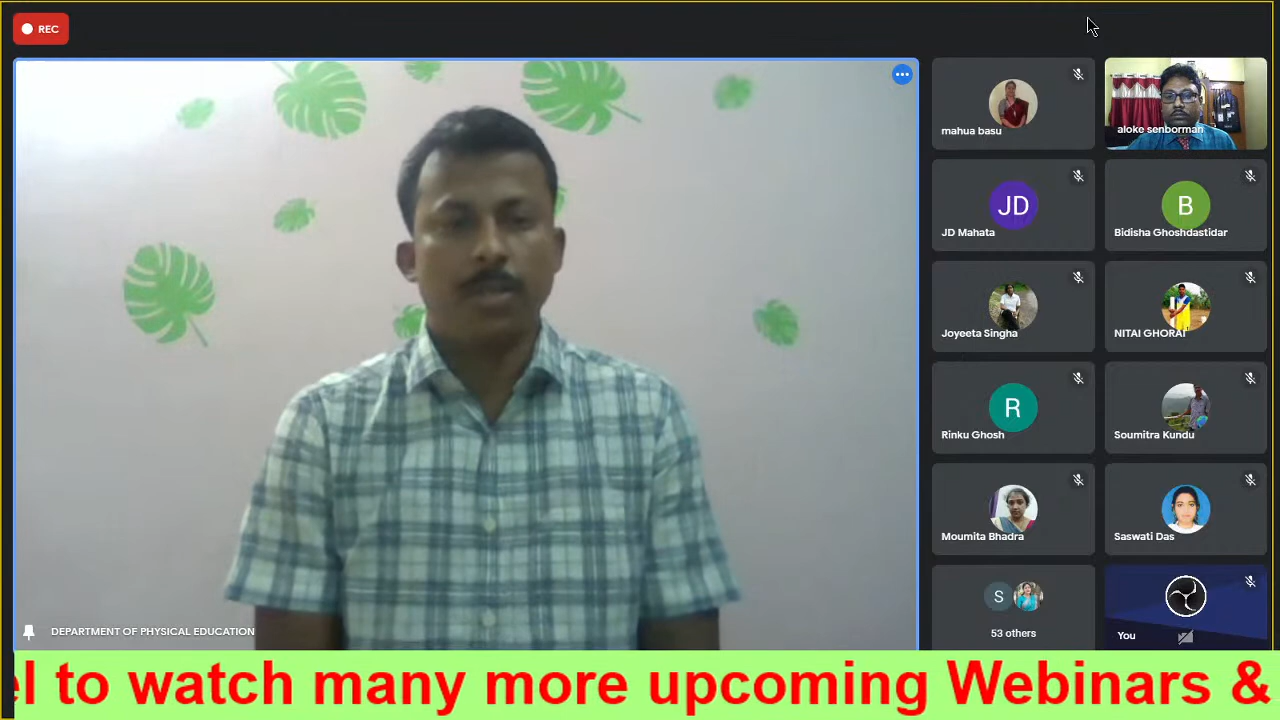 REC
mahua basu
aloke senborman
JD
JD Mahata
B
Bidisha Ghoshdastidar
Joyeeta Singha
NITAI GHORAI
R
Rinku Ghosh
Soumitra Kundu
Moumita Bhadra
Saswati Das
S
53 others
You
DEPARTMENT OF PHYSICAL EDUCATION
el to watch many more upcoming Webinars &